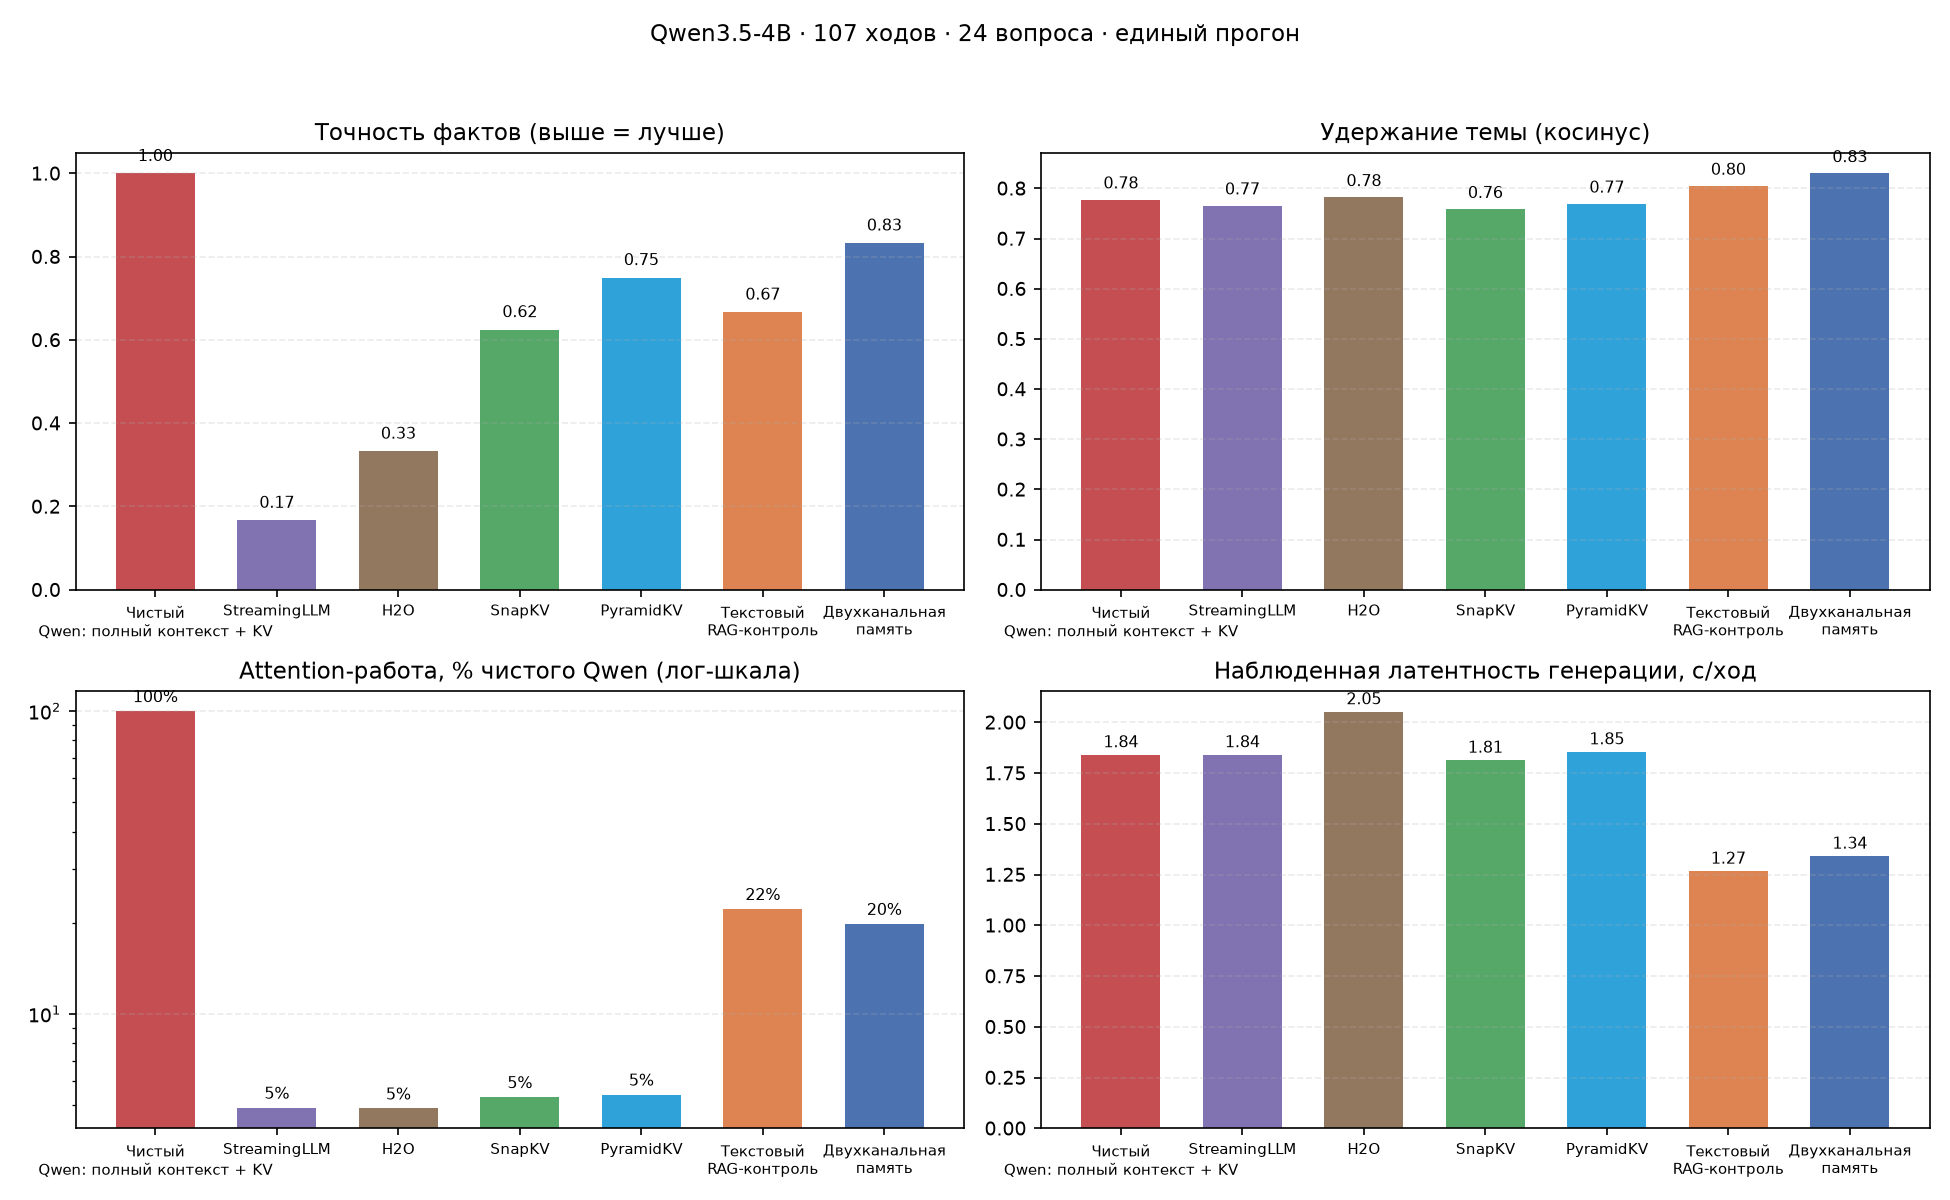 Qwen3.5-4B · 107 ходов · 24 вопроса · единый прогон
Точность фактов (выше = лучше)
1.0
0.8
0.6
0.4
0.2
0.0
1.00
0.17
0.33
0.62
0.75
0.67
0.83
Чистый
Qwen: полный контекст + KV
StreamingLLM
H2O
SnapKV
PyramidKV
Текстовый
RAG-контроль
Двухканальная
память
Удержание темы (косинус)
0.8
0.7
0.6
0.5
0.4
0.3
0.2
0.1
0.0
0.78
0.77
0.78
0.76
0.77
0.80
0.83
Чистый
Qwen: полный контекст + KV
StreamingLLM
H2O
SnapKV
PyramidKV
Текстовый
RAG-контроль
Двухканальная
память
Attention-работа, % чистого Qwen (лог-шкала)
10²
10¹
100%
5%
5%
5%
5%
22%
20%
Чистый
Qwen: полный контекст + KV
StreamingLLM
H2O
SnapKV
PyramidKV
Текстовый
RAG-контроль
Двухканальная
память
Наблюденная латентность генерации, с/ход
2.00
1.75
1.50
1.25
1.00
0.75
0.50
0.25
0.00
1.84
1.84
2.05
1.81
1.85
1.27
1.34
Чистый
Qwen: полный контекст + KV
StreamingLLM
H2O
SnapKV
PyramidKV
Текстовый
RAG-контроль
Двухканальная
память